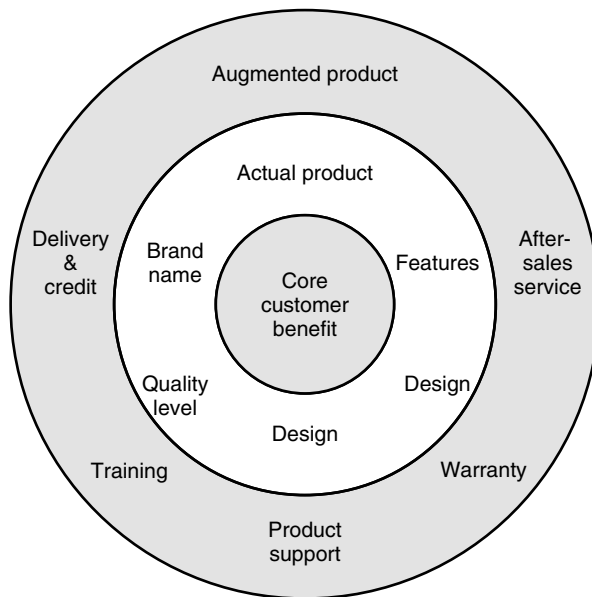 Augmented product
Actual product
Delivery
&
credit
Brand
name
Core
customer
benefit
Features
After-
sales
service
Quality
level
Design
Design
Training
Warranty
Product
support